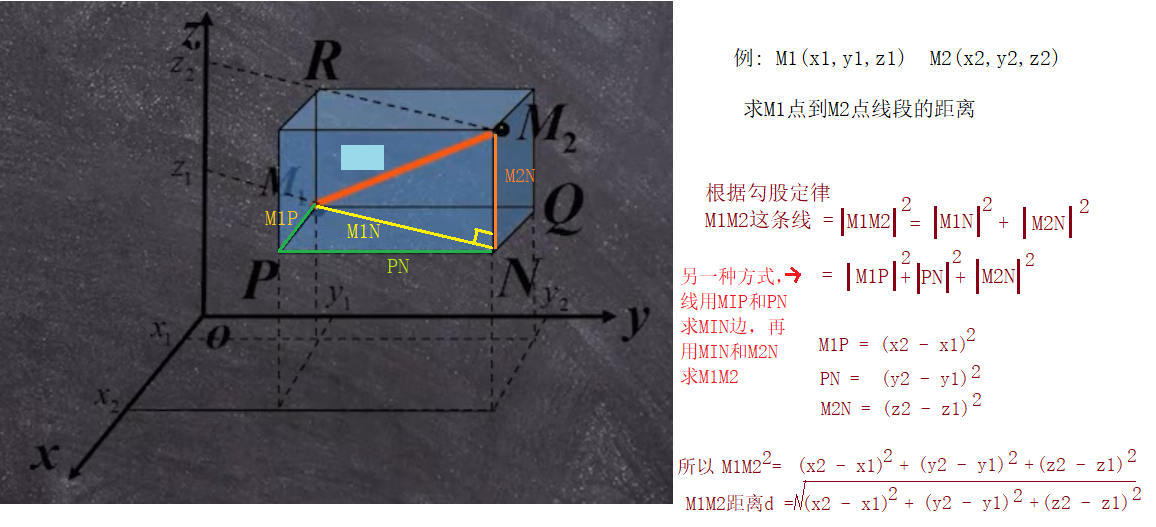 z
z₂
R
M₂
z₁
M₁
M2N
M1P
M1N
Q
PN
P
N
y₁
y₂
y
x₁
o
x₂
x
例: M1(x1,y1,z1) M2(x2,y2,z2)
求M1点到M2点线段的距离
根据勾股定律
M1M2这条线 =|M1M2|²= |M1N|² + |M2N|²
另一种方式,→ = |M1P|²+|PN|²+ |M2N|²
线用MIP和PN
求MIN边, 再
用MIN和M2N
求M1M2
M1P = (x2 - x1)²
PN = (y2 - y1)²
M2N = (z2 - z1)²
所以 M1M2²= (x2 - x1)² + (y2 - y1)² +(z2 - z1)²
M1M2距离d =√(x2 - x1)² + (y2 - y1)² +(z2 - z1)²